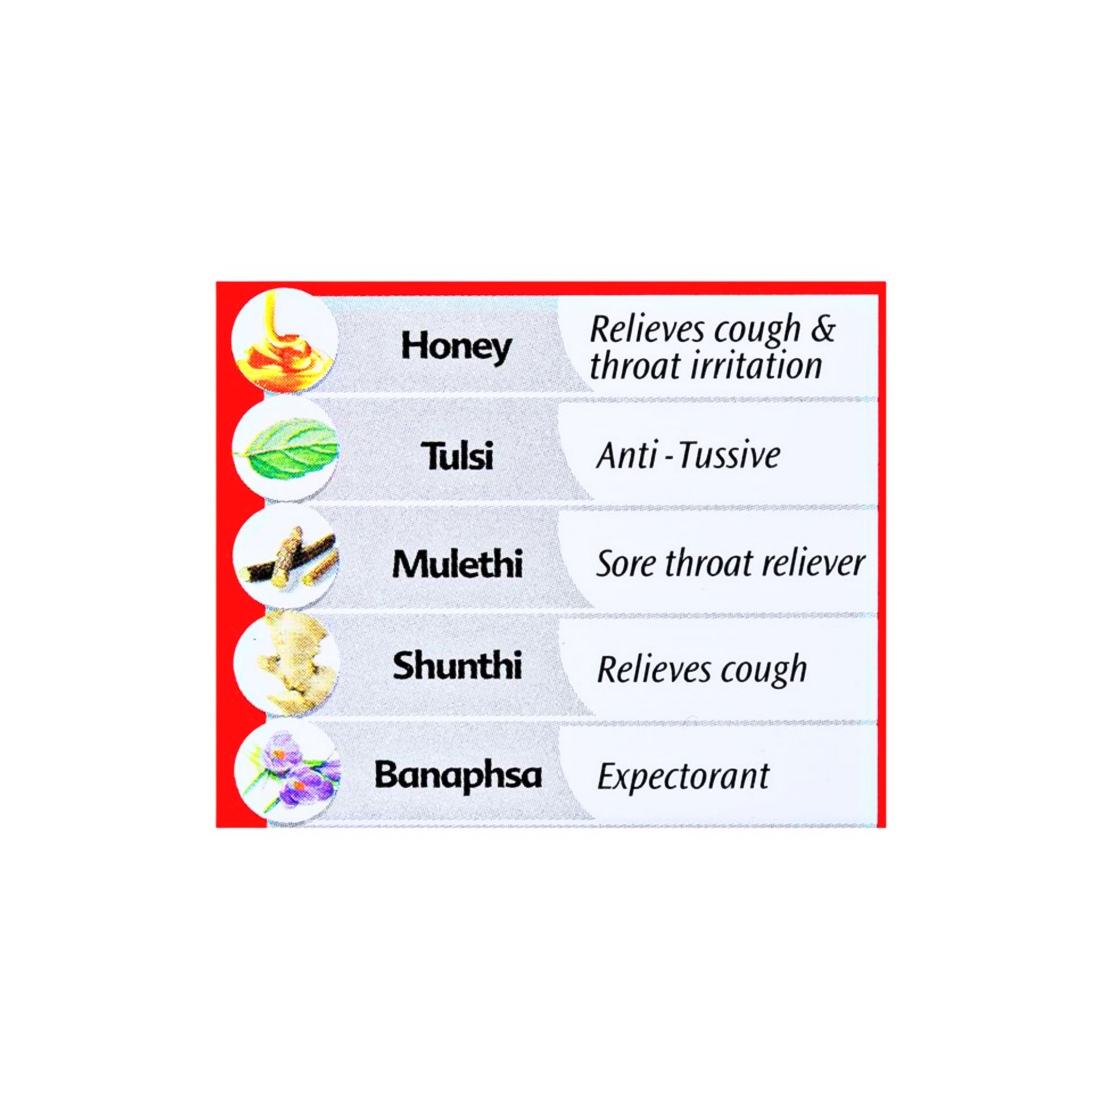 Honey
Relieves cough &
throat irritation
Tulsi
Anti - Tussive
Mulethi
Sore throat reliever
Shunthi
Relieves cough
Banaphsa
Expectorant